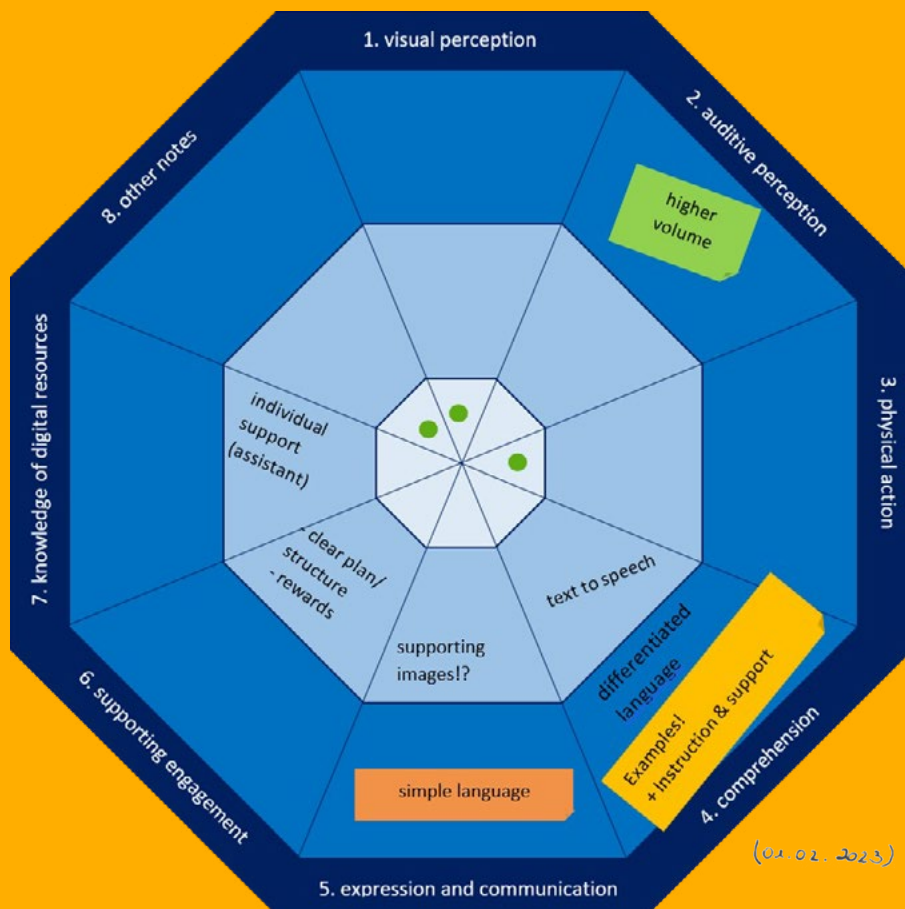 1. visual perception
2. auditive perception
higher
volume
3. physical action
4. comprehension
differentiated
language
Examples!
+ Instruction & support
text to speech
5. expression and communication
supporting
images!?
simple language
6. supporting engagement
- clear plan/
structure
- rewards
7. knowledge of digital resources
individual
support
(assistant)
8. other notes
(01.02.2023)